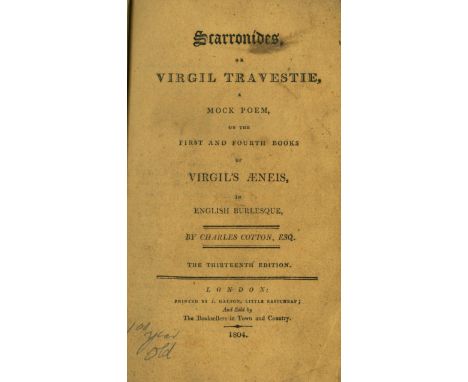 Scarronides,
OR
VIRGIL TRAVESTIE,
A
MOCK POEM,
ON THE
FIRST AND FOURTH BOOKS
OF
VIRGIL'S ÆNEIS,
IN
ENGLISH BURLESQUE,
BY CHARLES COTTON, ESQ.
THE THIRTEENTH EDITION.
LONDON:
PRINTED BY J. LITTLE EASTCHEAP;
And Sold by
The Booksellers in Town and Country.
1804.
year
old